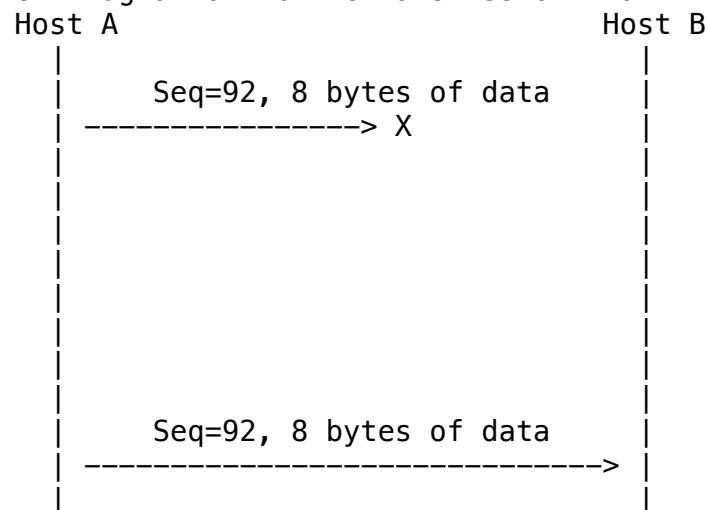 Host A Host B
Seq=92, 8 bytes of data
X
Seq=92, 8 bytes of data